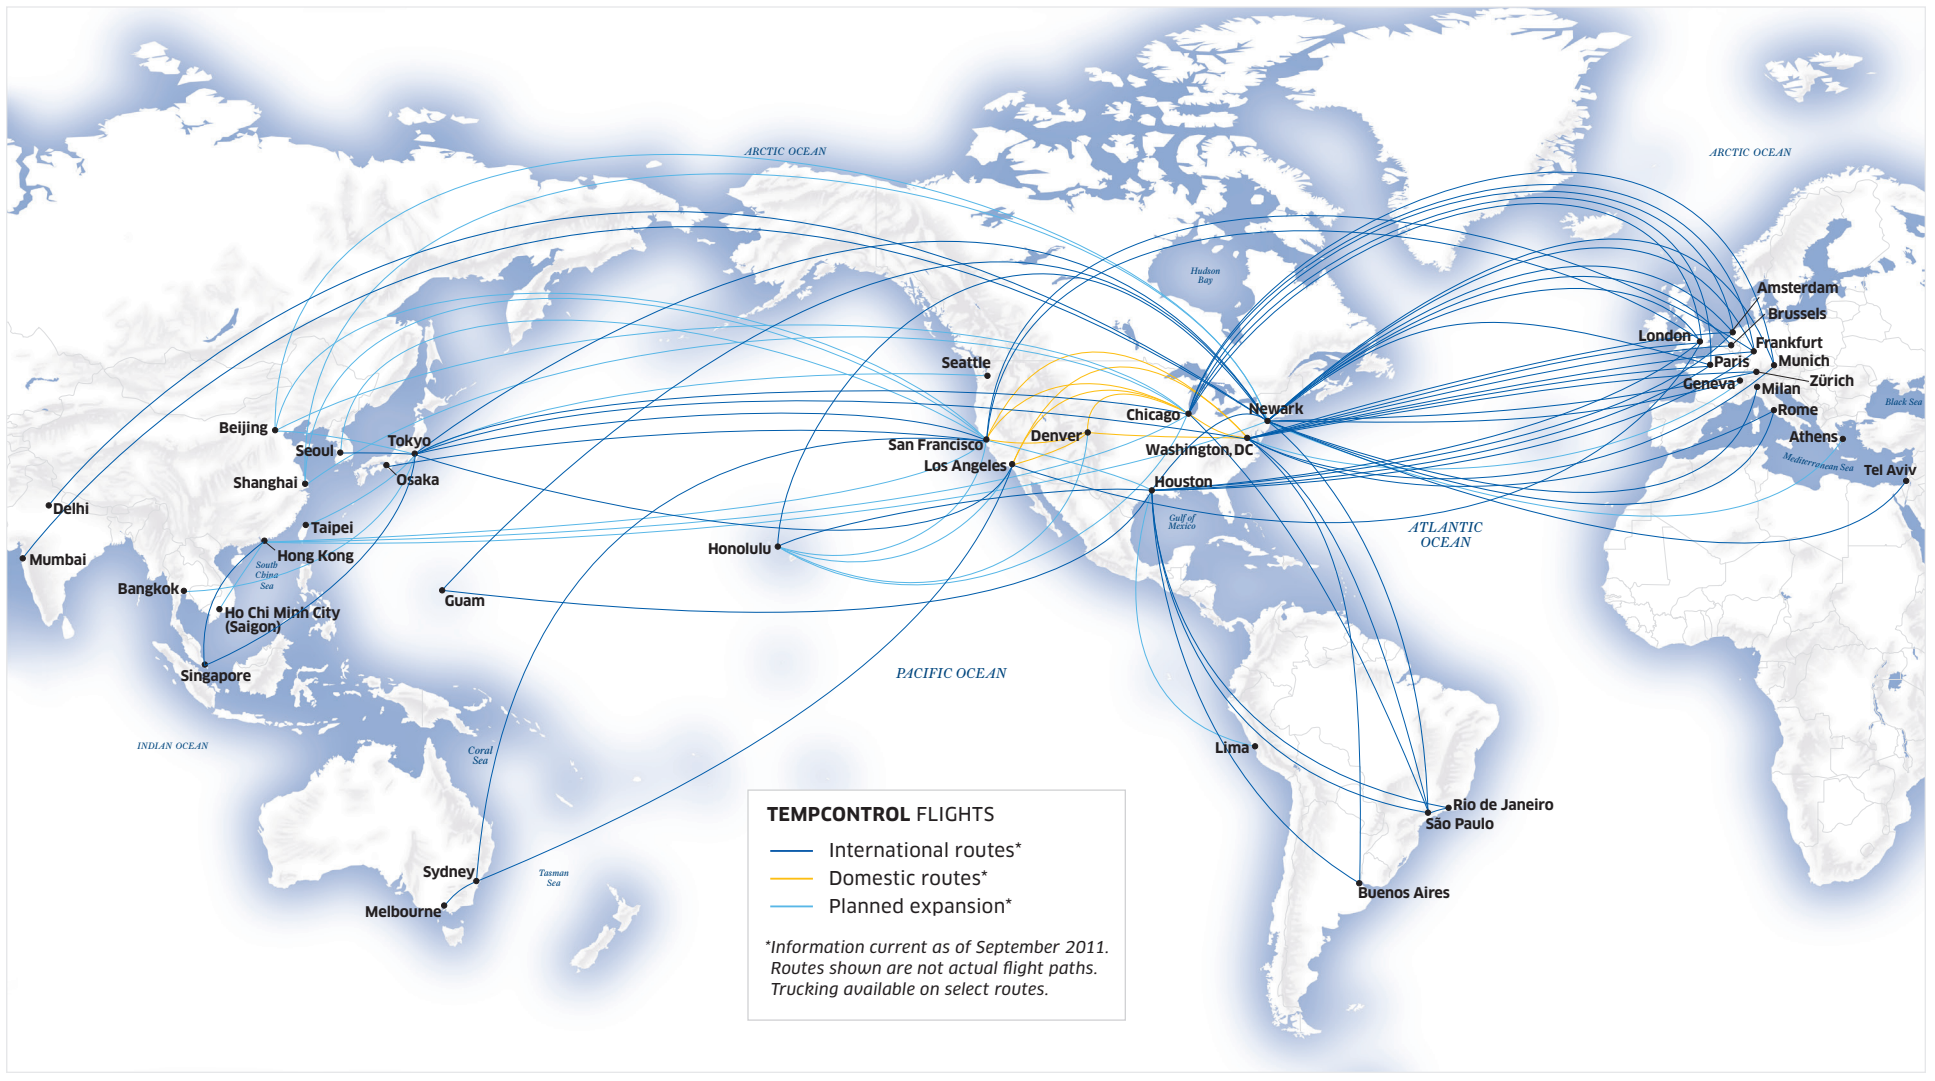 ARCTIC OCEAN
ARCTIC OCEAN
Hudson
Bay
Amsterdam
Brussels
London
Frankfurt
Paris
Munich
Geneva
Zürich
Milan
Rome
Black Sea
Athens
Mediterranean Sea
Tel Aviv
Seattle
Chicago
Newark
San Francisco
Denver
Washington, DC
Los Angeles
Houston
Gulf of
Mexico
ATLANTIC
OCEAN
Beijing
Tokyo
Seoul
Osaka
Shanghai
Delhi
Taipei
Hong Kong
Mumbai
South
China
Sea
Bangkok
Ho Chi Minh City
(Saigon)
Singapore
Honolulu
Guam
PACIFIC OCEAN
INDIAN OCEAN
Coral
Sea
Lima
Rio de Janeiro
São Paulo
Buenos Aires
Sydney
Melbourne
Tasman
Sea
TEMPCONTROL FLIGHTS
International routes*
Domestic routes*
Planned expansion*
*Information current as of September 2011.
Routes shown are not actual flight paths.
Trucking available on select routes.